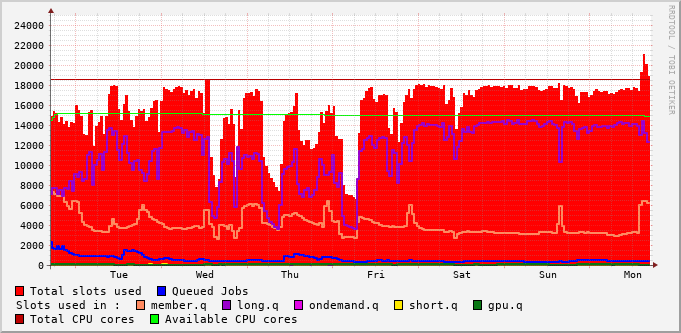 24000
22000
20000
18000
16000
14000
12000
10000
8000
6000
4000
2000
0
Tue Wed Thu Fri Sat Sun Mon
Total slots used Queued Jobs
Slots used in : member.q long.q ondemand.q short.q gpu.q
Total CPU cores Available CPU cores
RRDTOOL / TOBI OETIKER